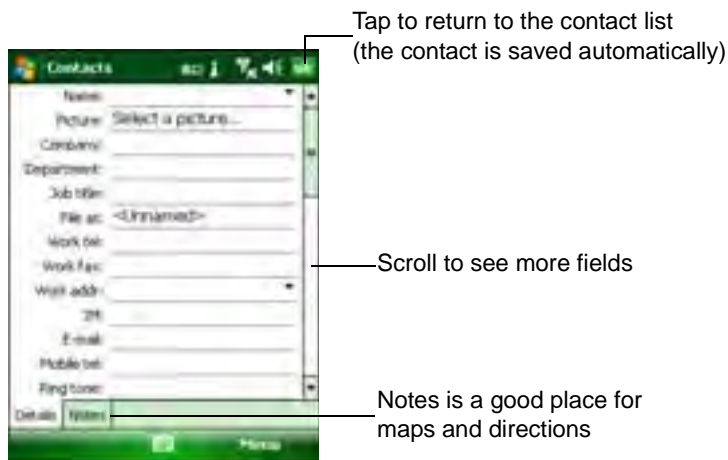 Tap to return to the contact list
(the contact is saved automatically)
Contacts
Name:
Picture: Select a picture...
Company:
Department:
Job title:
File as: <Unnamed>
Work tel:
Work fax:
Work addr:
IM:
E-mail:
Mobile tel:
Ring tone:
Details Notes
Menu
Scroll to see more fields
Notes is a good place for
maps and directions